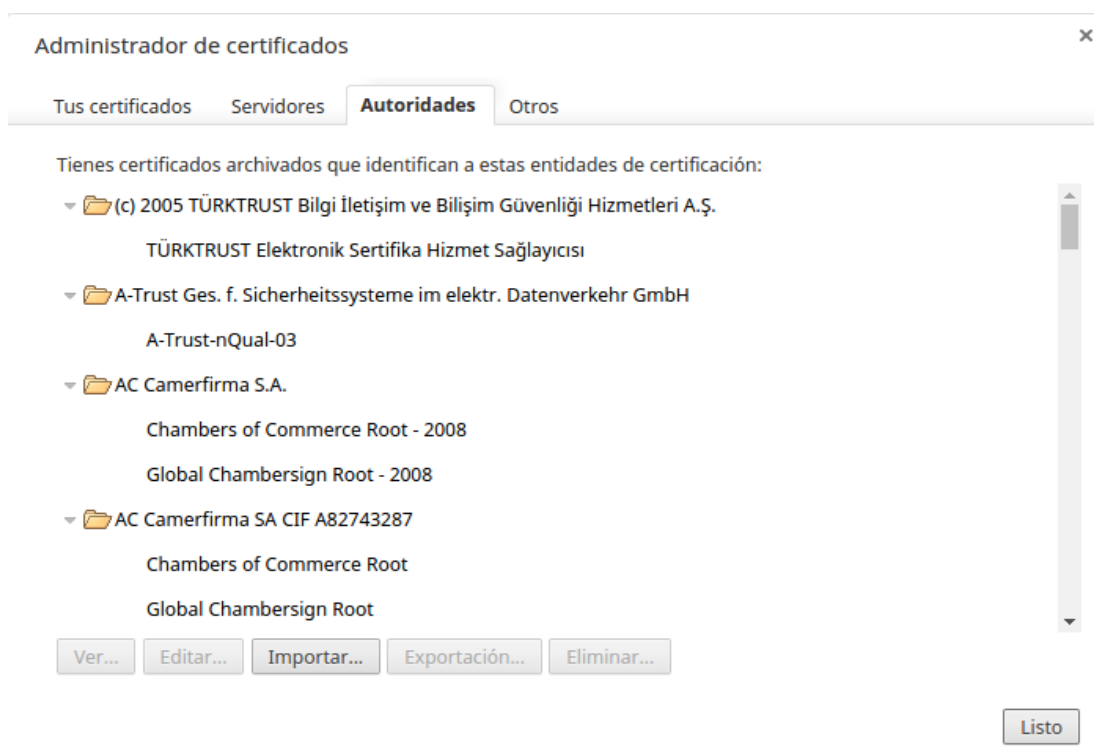 Administrador de certificados
Tus certificados Servidores Autoridades Otros
Tienes certificados archivados que identifican a estas entidades de certificación:
(c) 2005 TÜRKTRUST Bilgi İletişim ve Bilişim Güvenliği Hizmetleri A.Ş.
TÜRKTRUST Elektronik Sertifika Hizmet Sağlayıcısı
A-Trust Ges. f. Sicherheitssysteme im elektr. Datenverkehr GmbH
A-Trust-nQual-03
AC Camerfirma S.A.
Chambers of Commerce Root - 2008
Global Chambersign Root - 2008
AC Camerfirma SA CIF A82743287
Chambers of Commerce Root
Global Chambersign Root
Ver... Editar... Importar... Exportación... Eliminar...
Listo